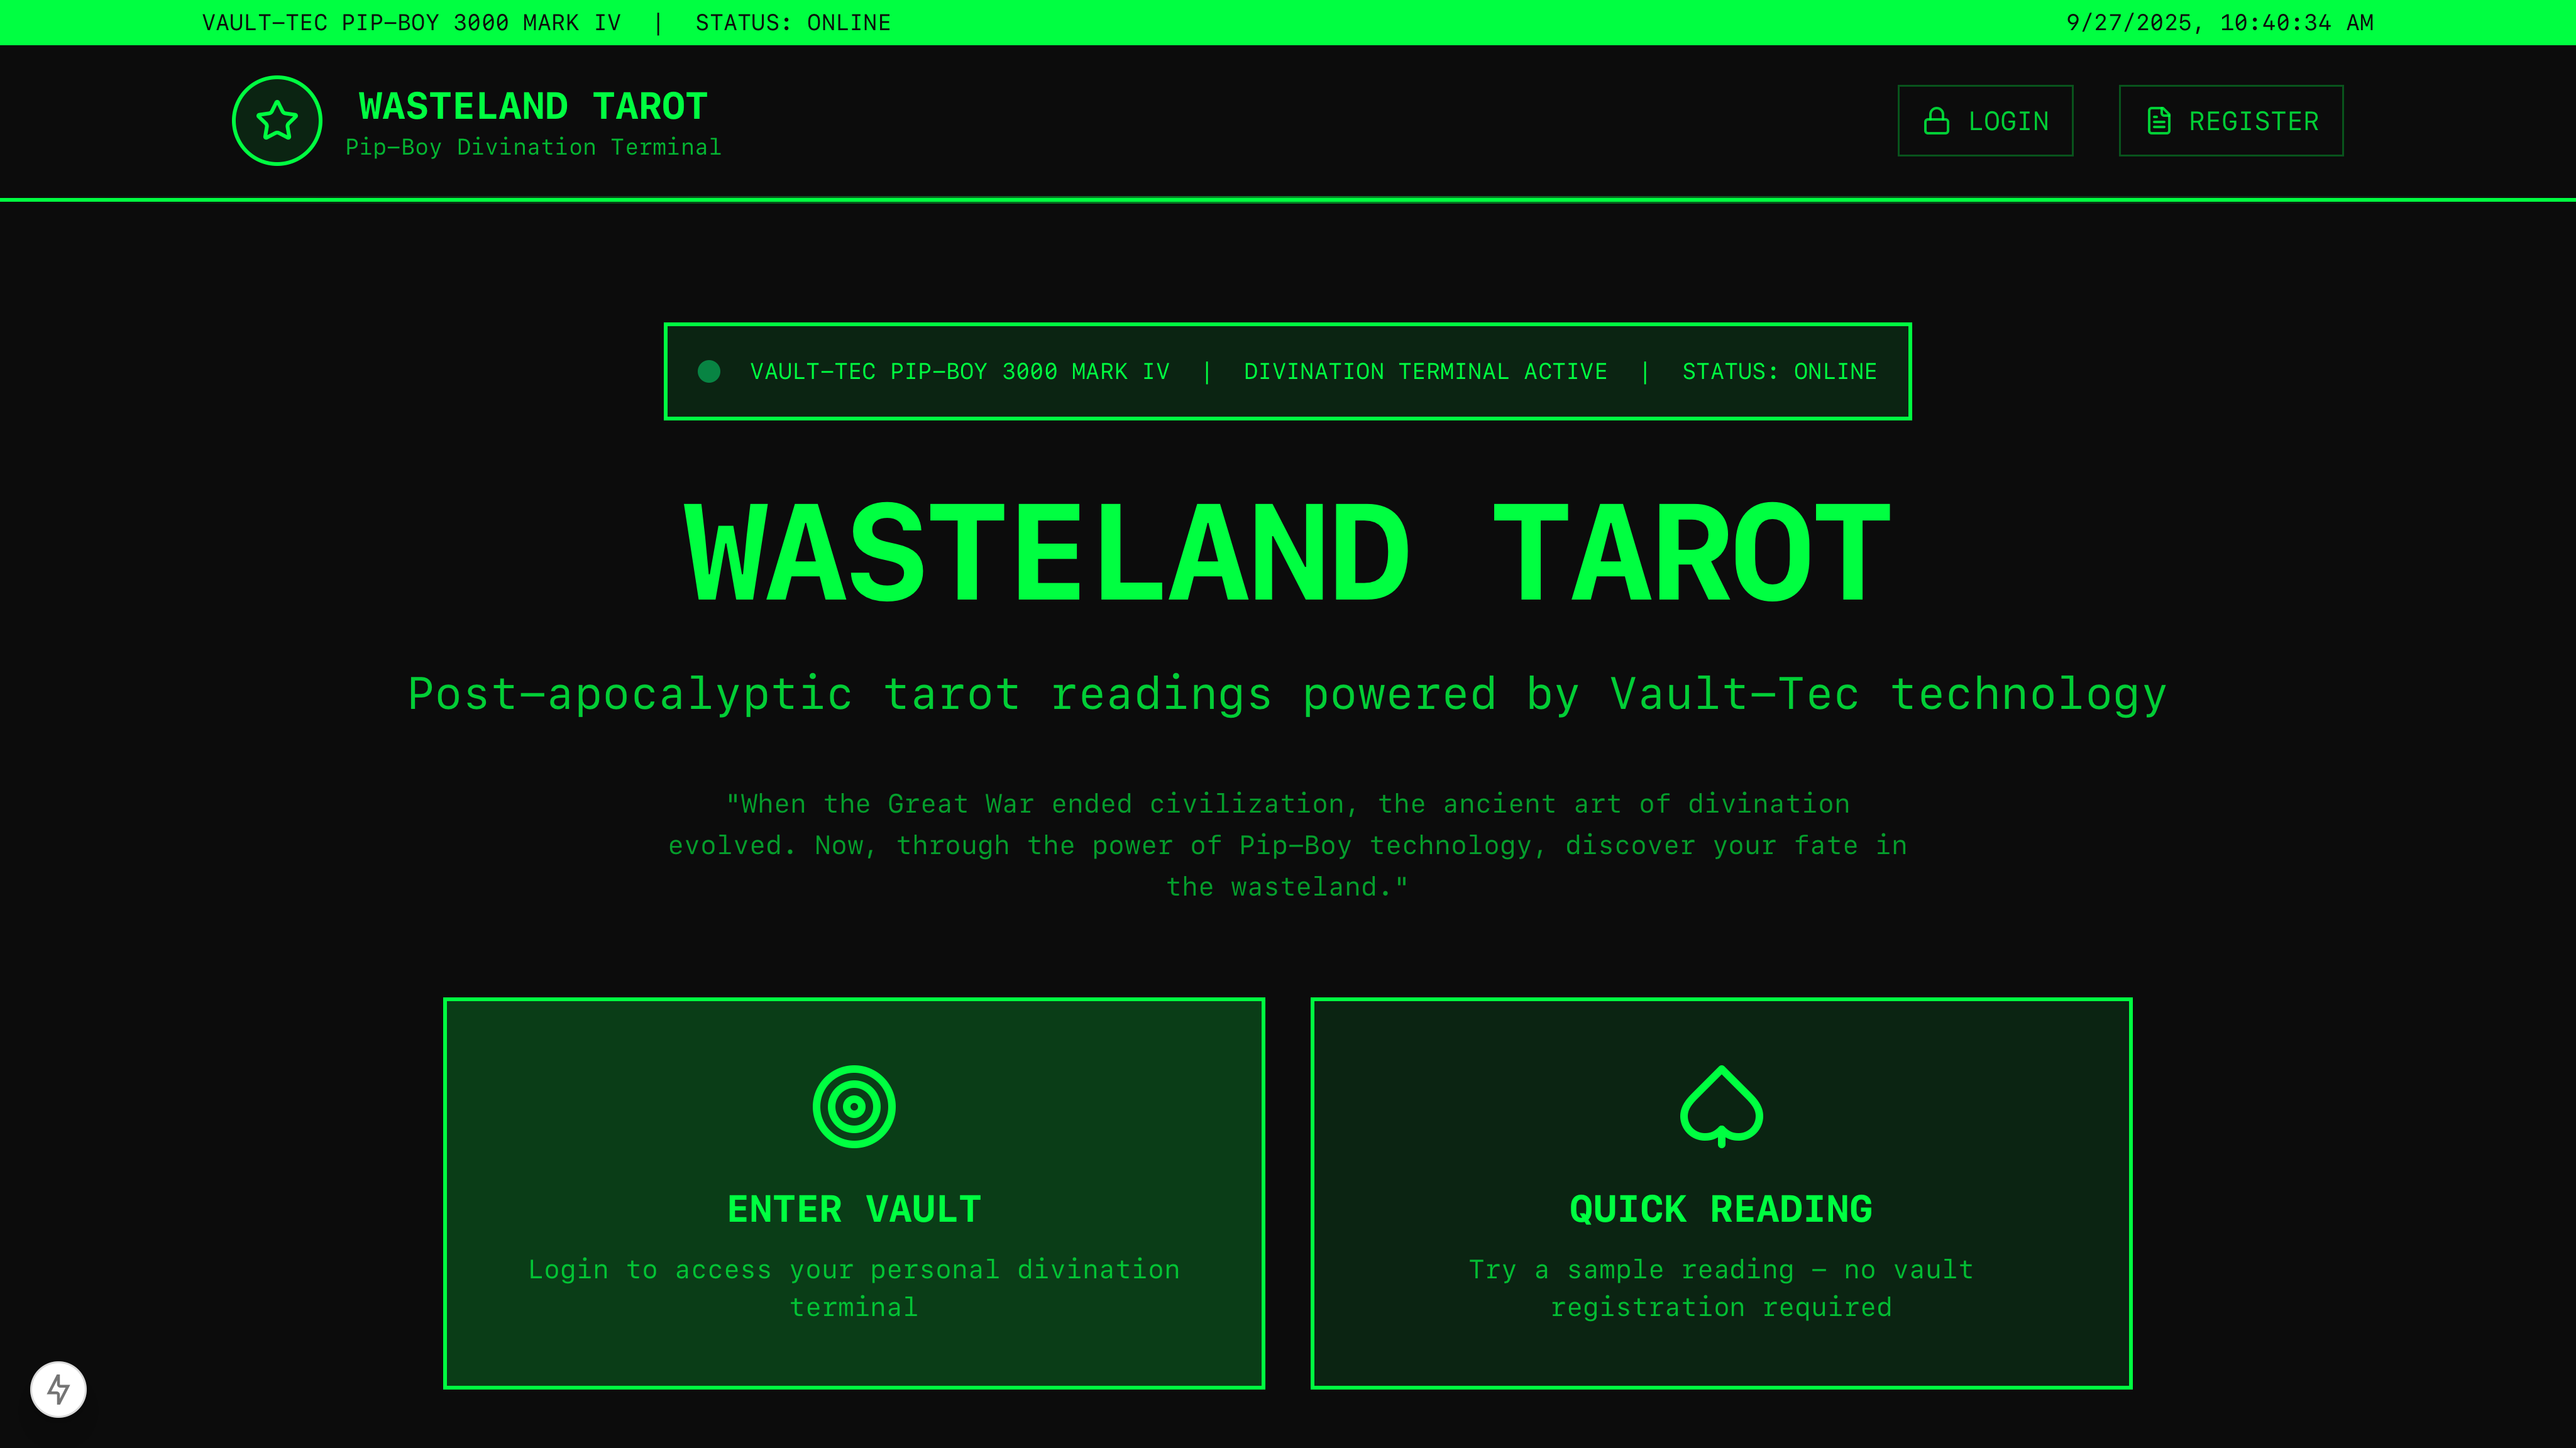 VAULT-TEC PIP-BOY 3000 MARK IV | STATUS: ONLINE 9/27/2025, 10:40:34 AM
WASTELAND TAROT
Pip-Boy Divination Terminal
LOGIN
REGISTER
VAULT-TEC PIP-BOY 3000 MARK IV | DIVINATION TERMINAL ACTIVE | STATUS: ONLINE
WASTELAND TAROT
Post-apocalyptic tarot readings powered by Vault-Tec technology
"When the Great War ended civilization, the ancient art of divination
evolved. Now, through the power of Pip-Boy technology, discover your fate in
the wasteland."
ENTER VAULT
Login to access your personal divination
terminal
QUICK READING
Try a sample reading - no vault
registration required